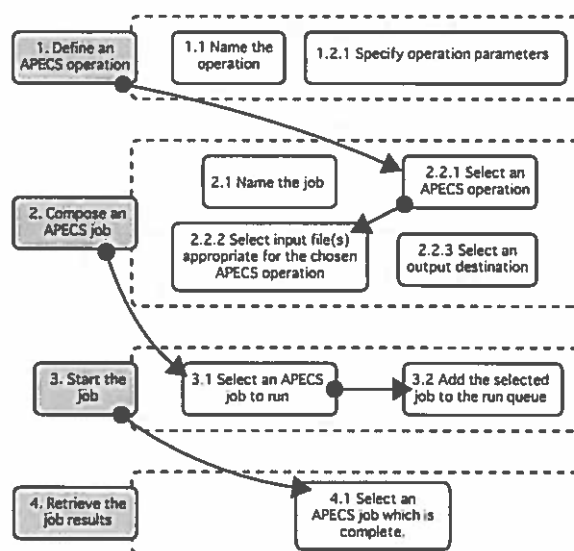 1. Define an
APECS operation
1.1 Name the
operation
1.2.1 Specify operation parameters
2.1 Name the job
2.2.1 Select an
APECS operation
2. Compose an
APECS job
2.2.2 Select input file(s)
appropriate for the chosen
APECS operation
2.2.3 Select an
output destination
3. Start the
job
3.1 Select an APECS
job to run
3.2 Add the selected
job to the run queue
4. Retrieve the
job results
4.1 Select an
APECS job which is
complete.